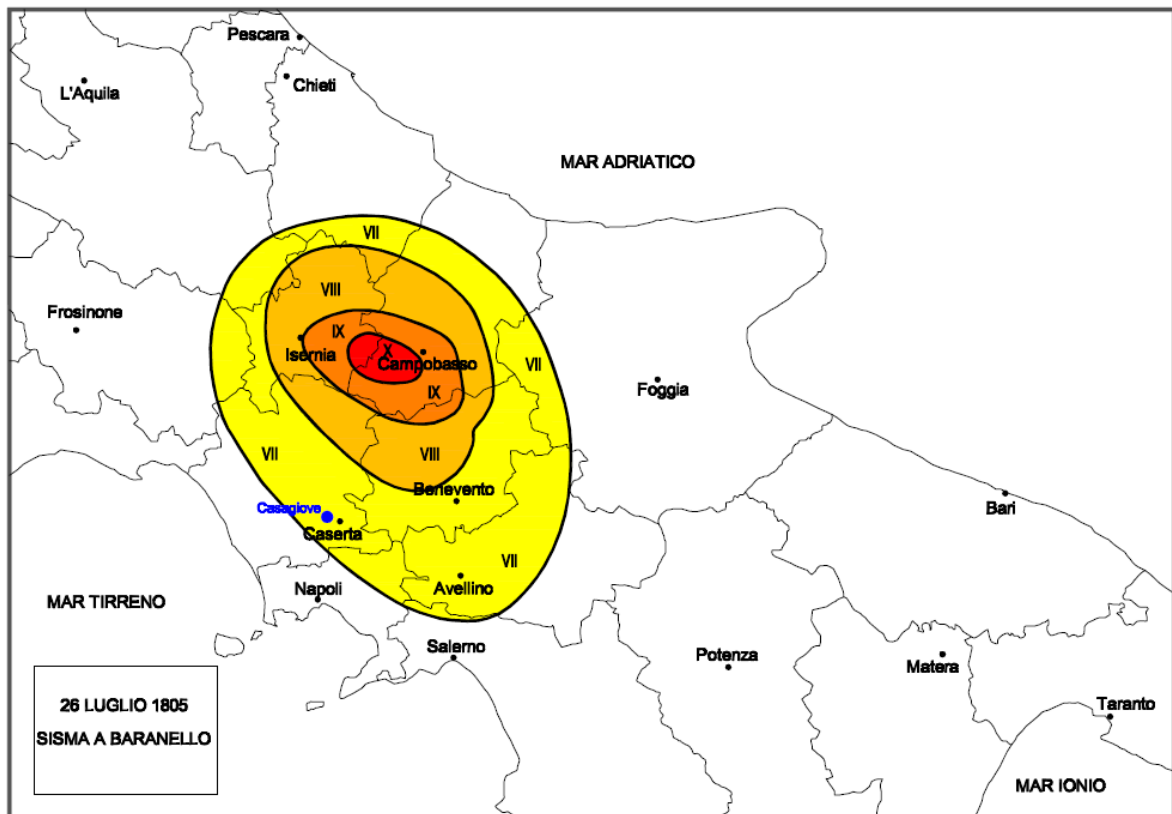 Pescara
L'Aquila
Chieti
MAR ADRIATICO
VII
VIII
Frosinone
IX
X
Isernia
Campobasso
VII
IX
Foggia
VII
VIII
Benevento
Casagiove
Caserta
Bari
VII
Napoli
Avellino
MAR TIRRENO
Salerno
Potenza
Matera
26 LUGLIO 1805
SISMA A BARANELLO
Taranto
MAR IONIO